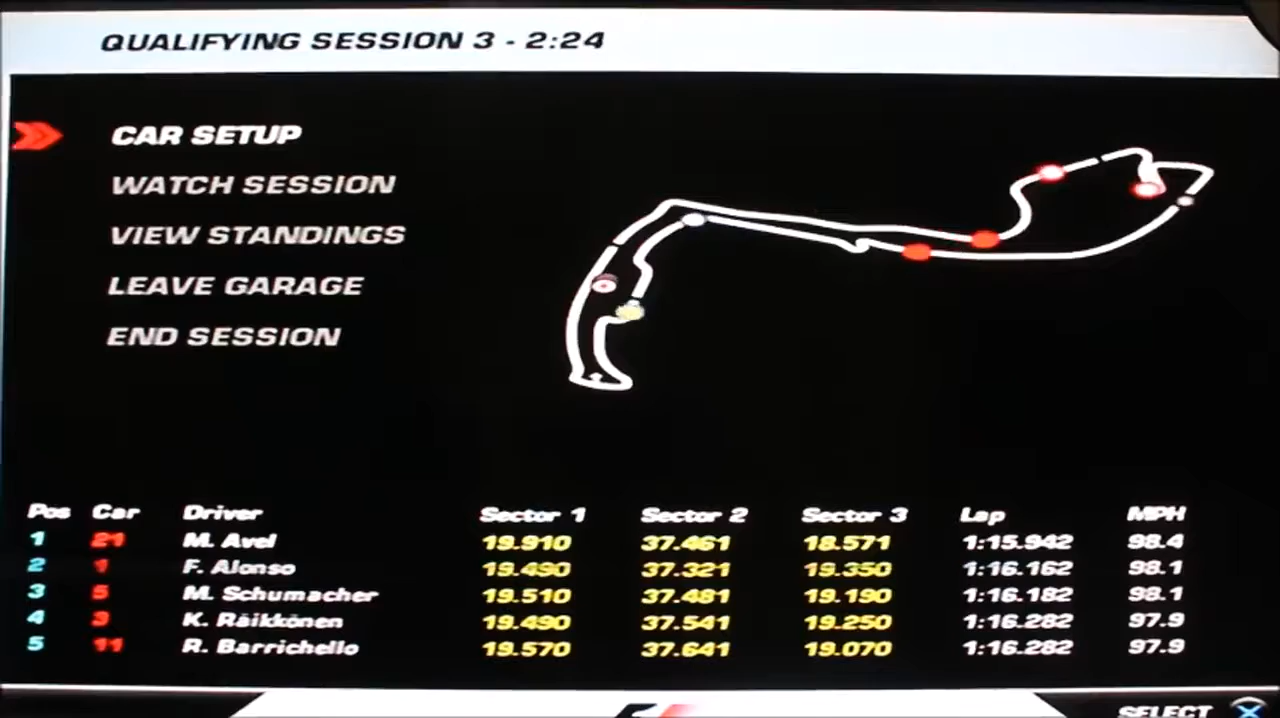 QUALIFYING SESSION 3 - 2:24
CAR SETUP
WATCH SESSION
VIEW STANDINGS
LEAVE GARAGE
END SESSION
Pos Car Driver Sector 1 Sector 2 Sector 3 Lap MPH
1 21 M. Avel 19.910 37.461 18.571 1:15.942 98.4
2 1 F. Alonso 19.490 37.321 19.350 1:16.162 98.1
3 5 M. Schumacher 19.510 37.481 19.190 1:16.182 98.1
4 3 K. Räikkönen 19.490 37.541 19.250 1:16.282 97.9
5 11 R. Barrichello 19.570 37.641 19.070 1:16.282 97.9
SELECT